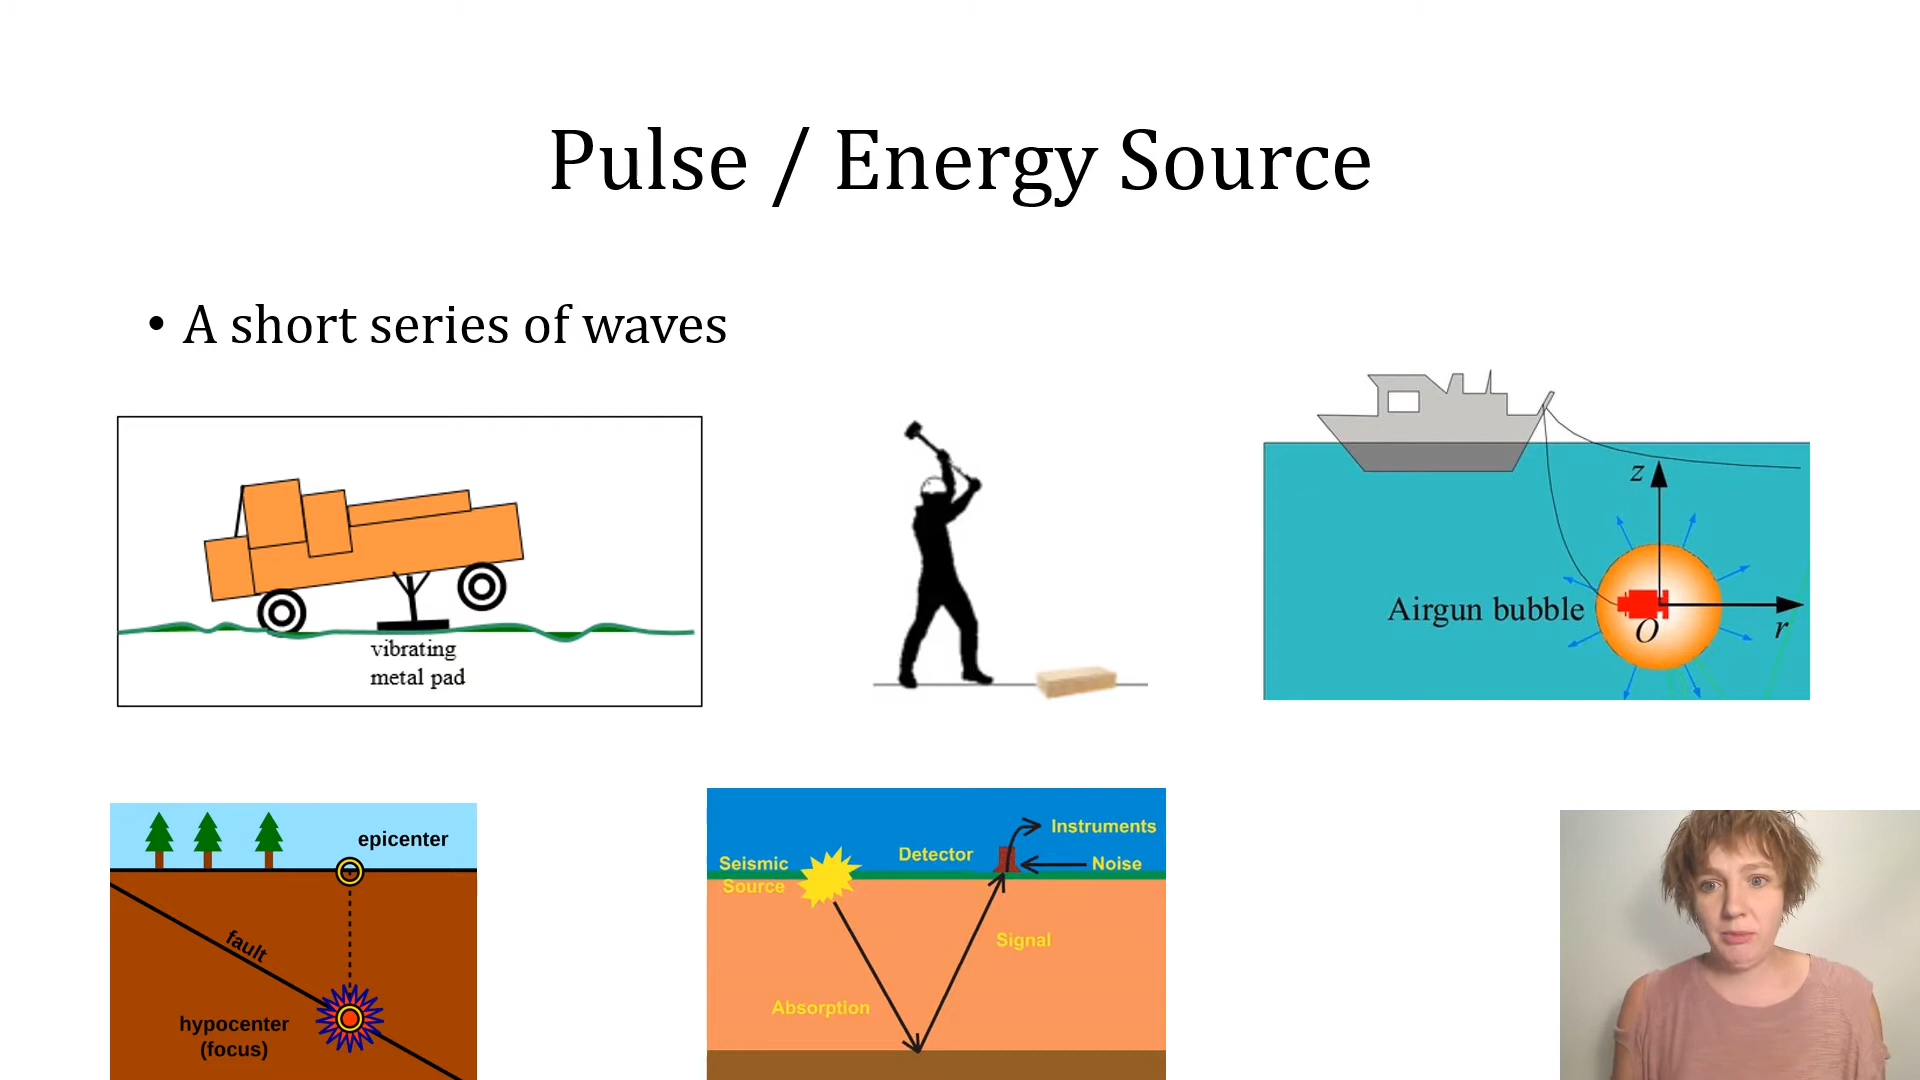 Pulse / Energy Source
• A short series of waves
vibrating
metal pad
z
Airgun bubble
O
r
epicenter
fault
hypocenter
(focus)
Instruments
Detector
Noise
Seismic
Source
Signal
Absorption